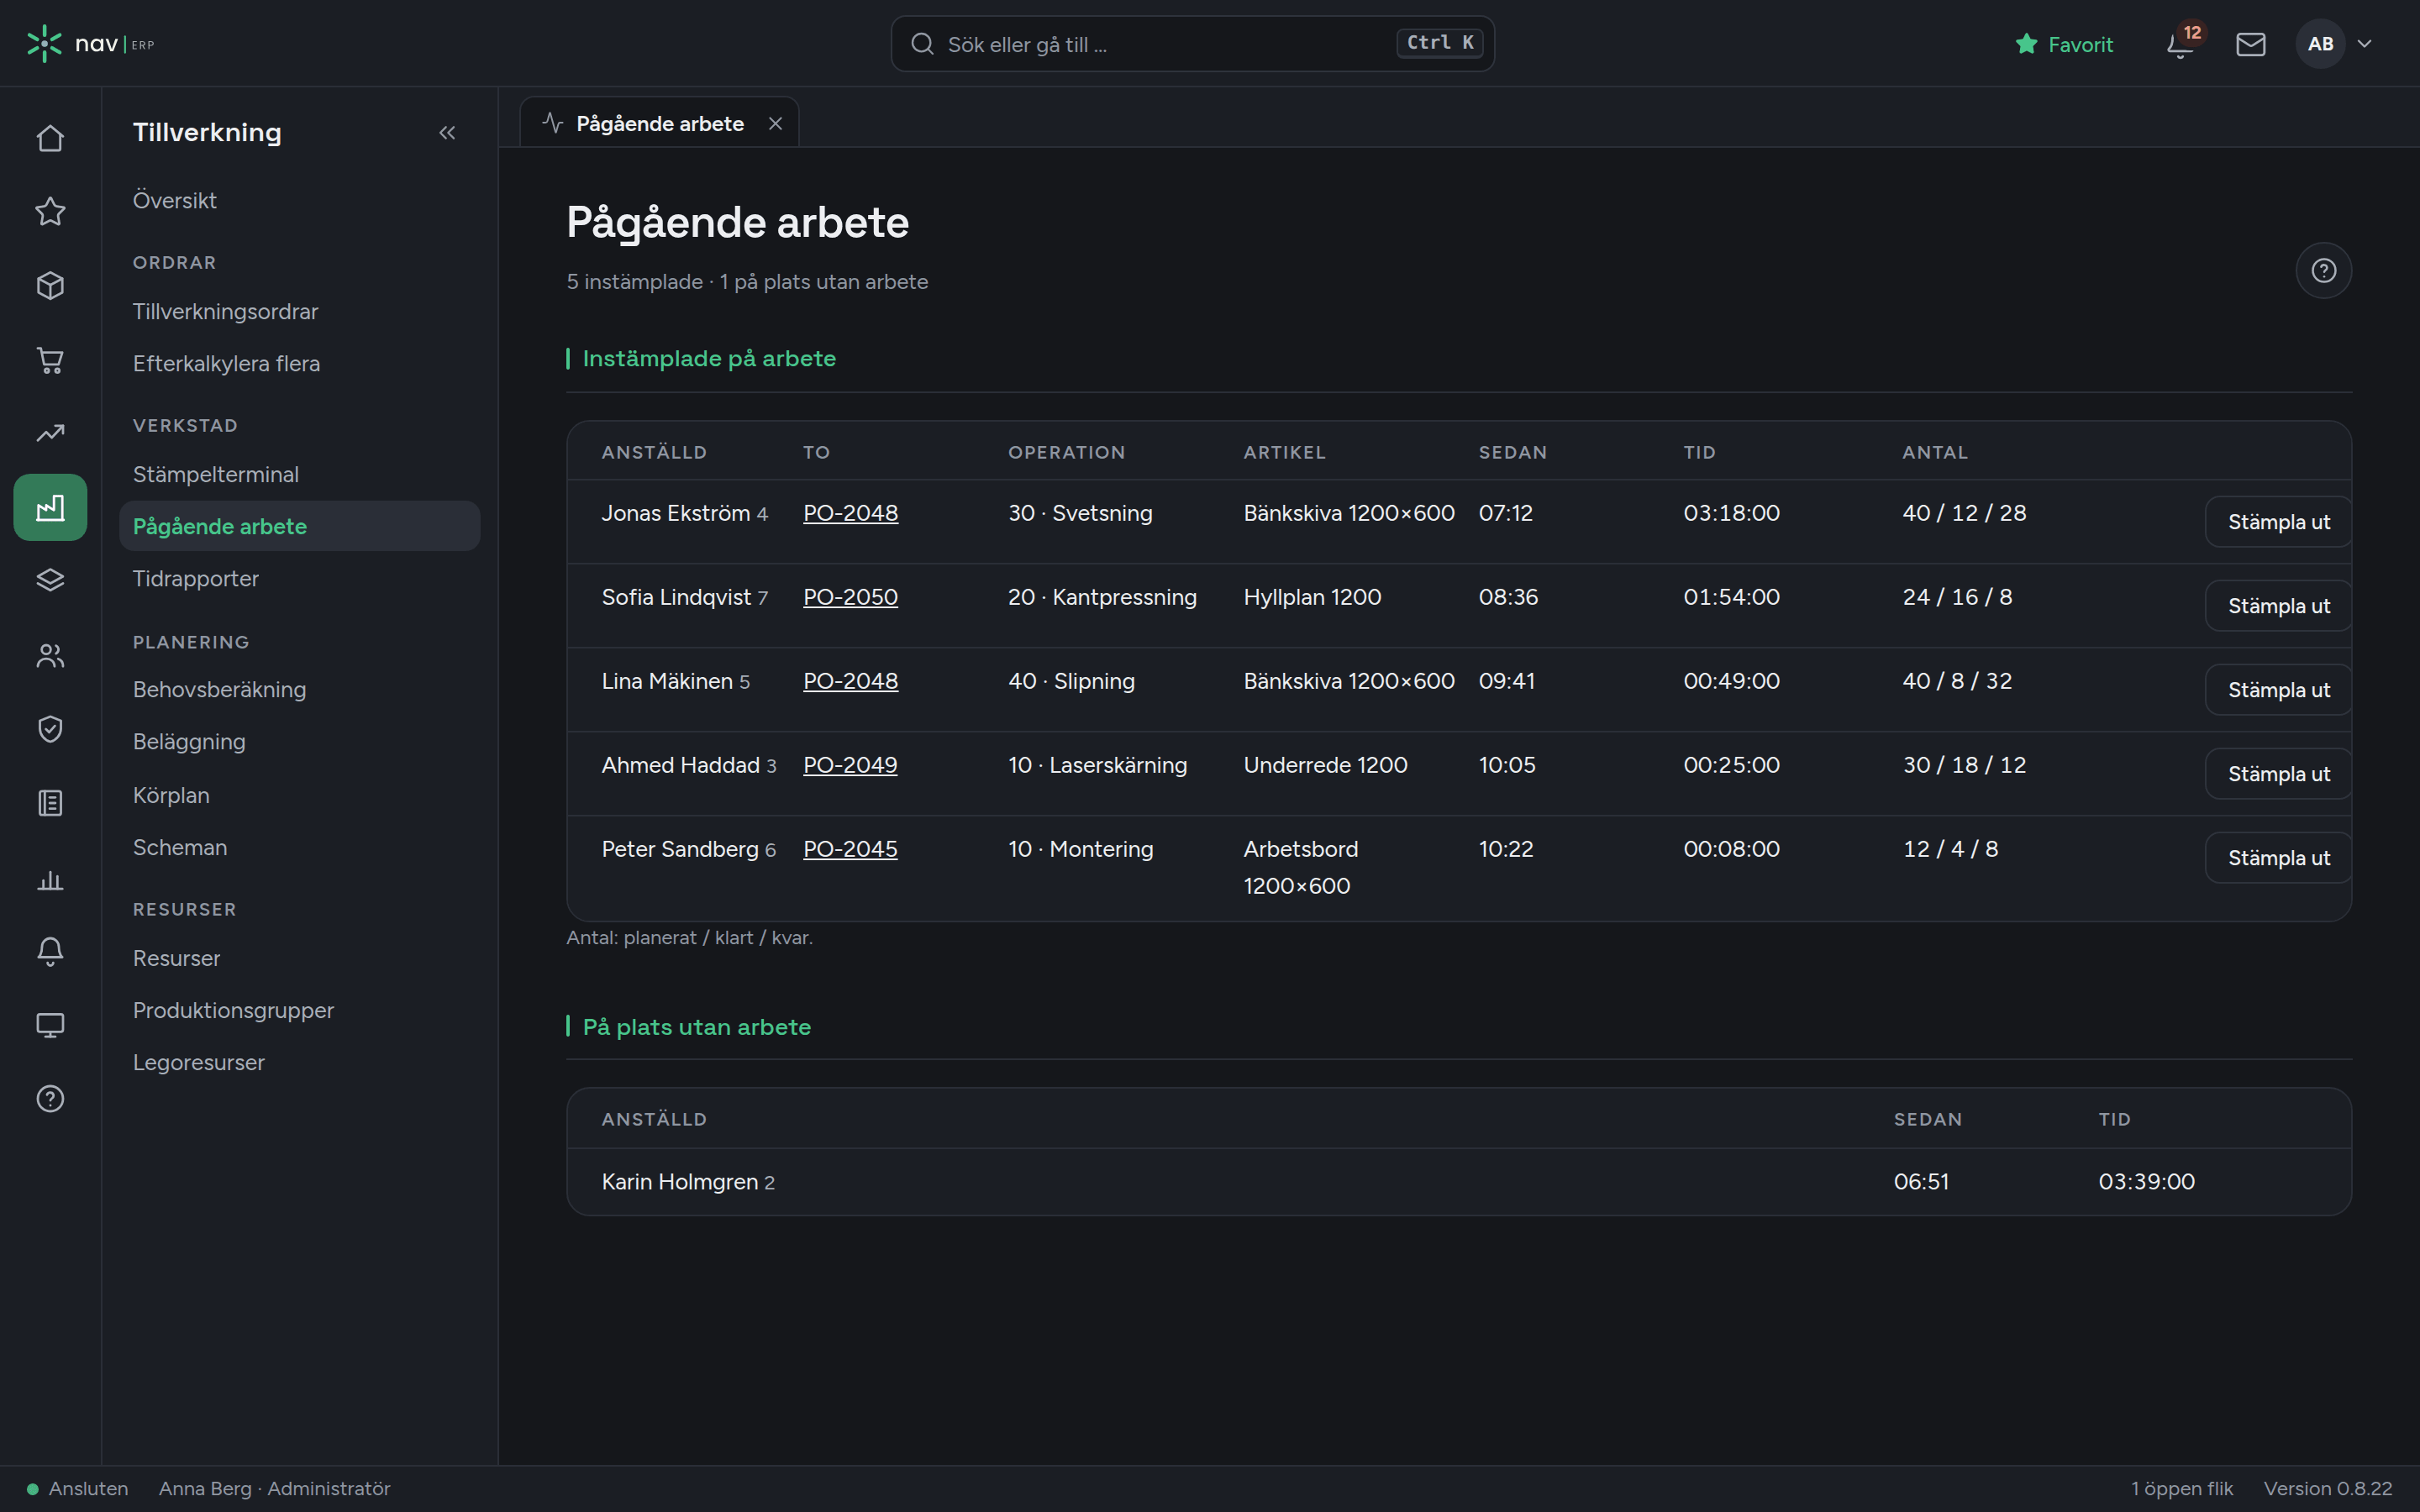 nav ERP
Sök eller gå till ...
Ctrl K
Favorit
12
AB
Tillverkning
Översikt
ORDRAR
Tillverkningsordrar
Efterkalkylera flera
VERKSTAD
Stämpelterminal
Pågående arbete
Tidrapporter
PLANERING
Behovsberäkning
Beläggning
Körplan
Scheman
RESURSER
Resurser
Produktionsgrupper
Legoresurser
Pågående arbete
Pågående arbete
5 instämplade · 1 på plats utan arbete
Instämplade på arbete
ANSTÄLLD TO OPERATION ARTIKEL SEDAN TID ANTAL
Jonas Ekström 4 PO-2048 30 · Svetsning Bänkskiva 1200×600 07:12 03:18:00 40 / 12 / 28 Stämpla ut
Sofia Lindqvist 7 PO-2050 20 · Kantpressning Hyllplan 1200 08:36 01:54:00 24 / 16 / 8 Stämpla ut
Lina Mäkinen 5 PO-2048 40 · Slipning Bänkskiva 1200×600 09:41 00:49:00 40 / 8 / 32 Stämpla ut
Ahmed Haddad 3 PO-2049 10 · Laserskärning Underrede 1200 10:05 00:25:00 30 / 18 / 12 Stämpla ut
Peter Sandberg 6 PO-2045 10 · Montering Arbetsbord 10:22 00:08:00 12 / 4 / 8 Stämpla ut
1200×600
Antal: planerat / klart / kvar.
På plats utan arbete
ANSTÄLLD SEDAN TID
Karin Holmgren 2 06:51 03:39:00
Ansluten Anna Berg · Administratör 1 öppen flik Version 0.8.22